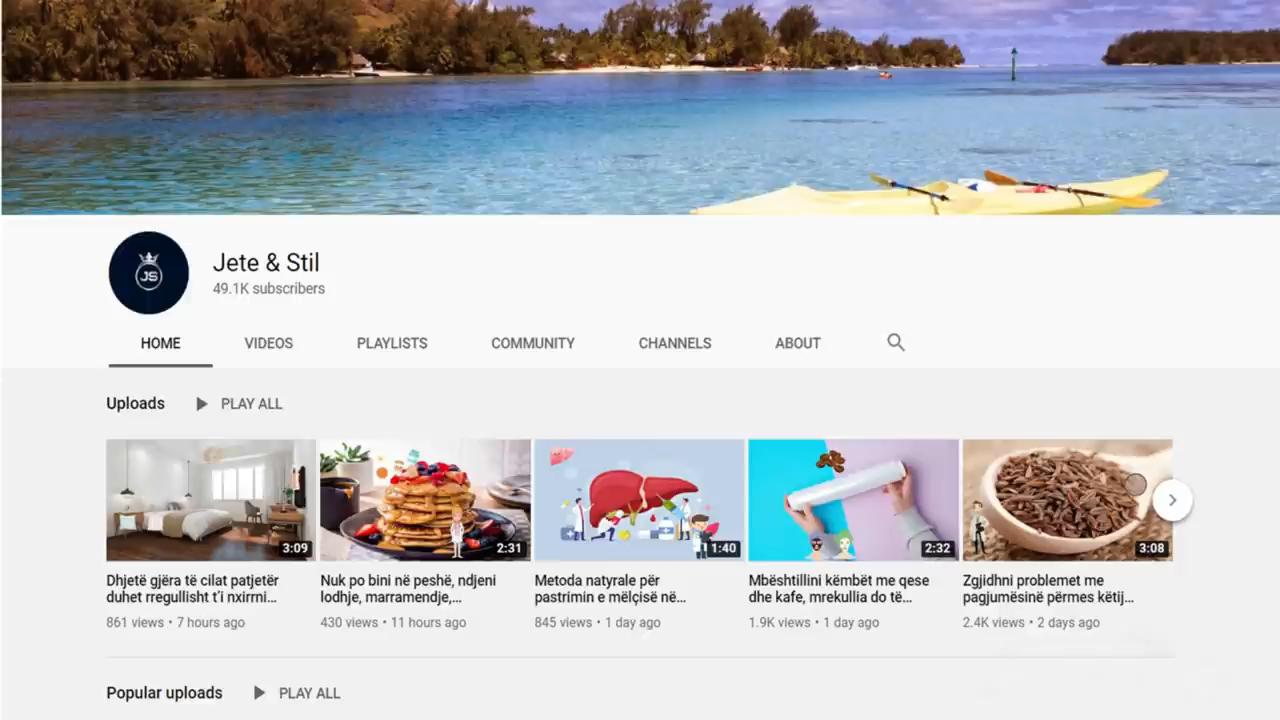 JS
Jete & Stil
49.1K subscribers
HOME VIDEOS PLAYLISTS COMMUNITY CHANNELS ABOUT
Uploads PLAY ALL
3:09 2:31 1:40 2:32 3:08
Dhjetë gjëra të cilat patjetër
duhet rregullisht t'i nxirrni...
861 views • 7 hours ago
Nuk po bini në peshë, ndjeni
lodhje, marramendje,...
430 views • 11 hours ago
Metoda natyrale për
pastrimin e mëlçisë në...
845 views • 1 day ago
Mbështillini këmbët me qese
dhe kafe, mrekullia do të...
1.9K views • 1 day ago
Zgjidhni problemet me
pagjumësinë përmes këtij...
2.4K views • 2 days ago
Popular uploads PLAY ALL